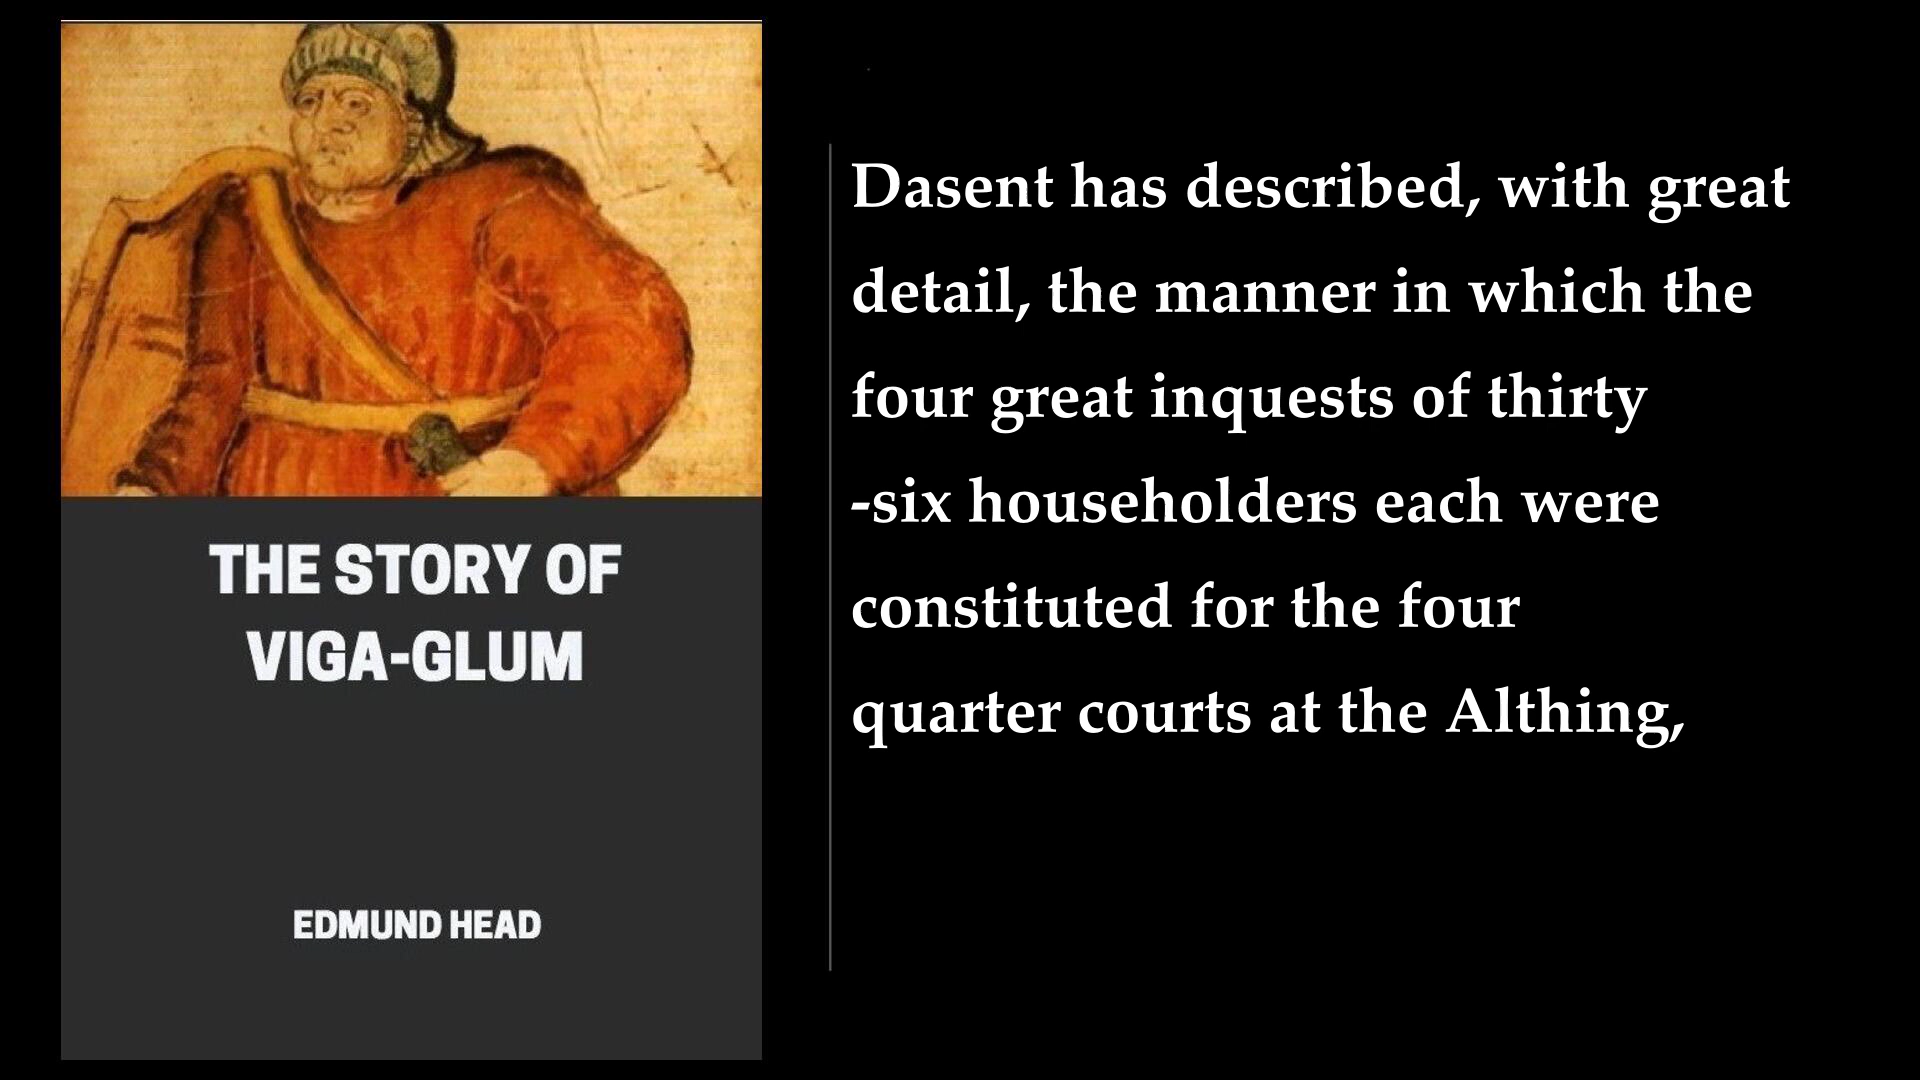 THE STORY OF
VIGA-GLUM
EDMUND HEAD
Dasent has described, with great
detail, the manner in which the
four great inquests of thirty
-six householders each were
constituted for the four
quarter courts at the Althing,